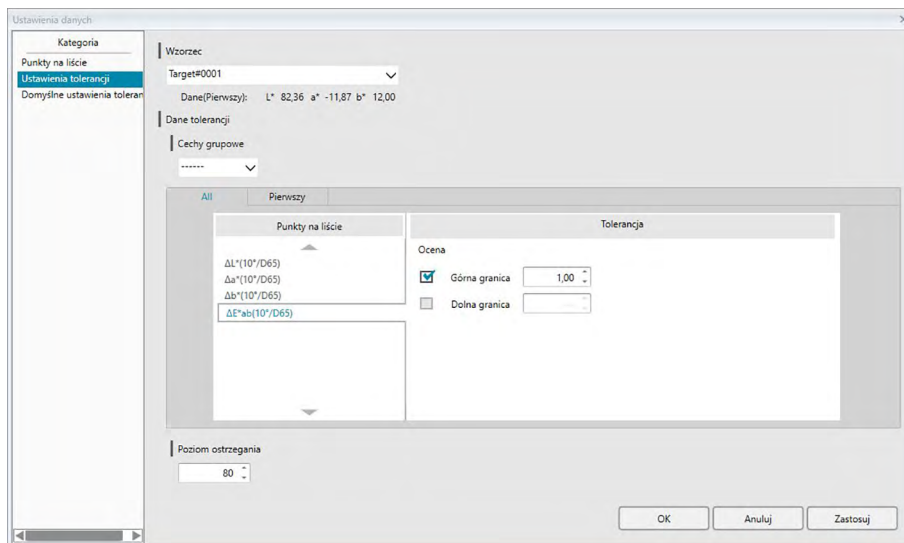 Ustawienia danych
Kategoria
Punkty na liście
Ustawienia tolerancji
Domyślne ustawienia toleran
Wzorzec
Target#0001
Dane(Pierwszy): L* 82,36 a* -11,87 b* 12,00
Dane tolerancji
Cechy grupowe
------
All Pierwszy
Punkty na liście
ΔL*(10°/D65)
Δa*(10°/D65)
Δb*(10°/D65)
ΔE*ab(10°/D65)
Tolerancja
Ocena
Górna granica 1,00
Dolna granica
Poziom ostrzegania
80
OK Anuluj Zastosuj